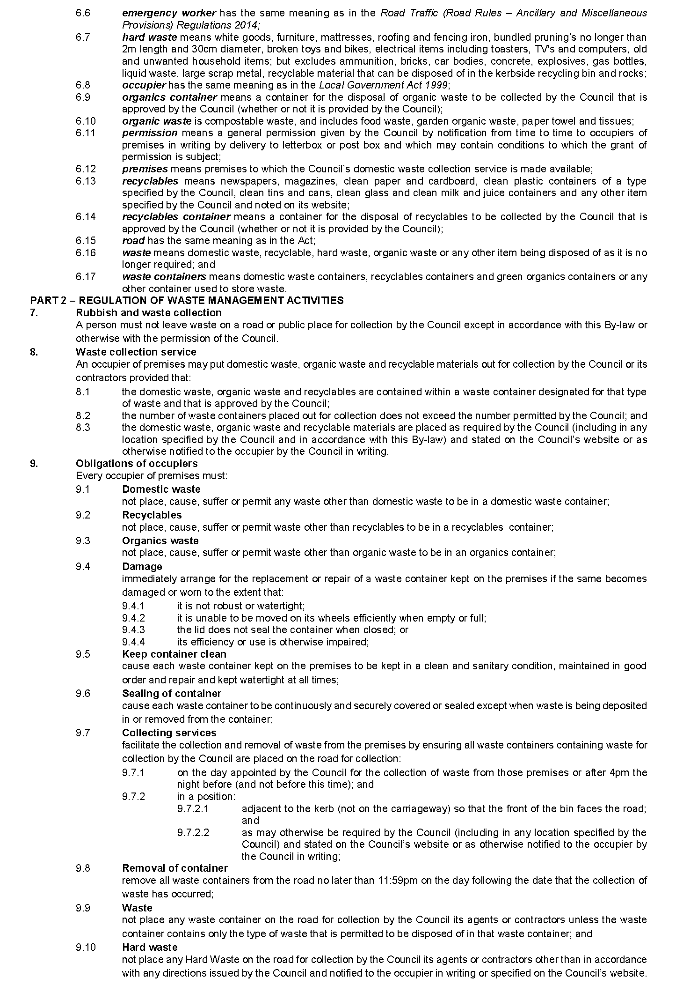 6.6 emergency worker has the same meaning as in the Road Traffic (Road Rules – Ancillary and Miscellaneous
Provisions) Regulations 2014;
6.7 hard waste means white goods, furniture, mattresses, roofing and fencing iron, bundled pruning’s no longer than
2m length and 30cm diameter, broken toys and bikes, electrical items including toasters, TV's and computers, old
and unwanted household items; but excludes ammunition, bricks, car bodies, concrete, explosives, gas bottles,
liquid waste, large scrap metal, recyclable material that can be disposed of in the kerbside recycling bin and rocks;
6.8 occupier has the same meaning as in the Local Government Act 1999;
6.9 organics container means a container for the disposal of organic waste to be collected by the Council that is
approved by the Council (whether or not it is provided by the Council);
6.10 organic waste is compostable waste, and includes food waste, garden organic waste, paper towel and tissues;
6.11 permission means a general permission given by the Council by notification from time to time to occupiers of
premises in writing by delivery to letterbox or post box and which may contain conditions to which the grant of
permission is subject;
6.12 premises means premises to which the Council’s domestic waste collection service is made available;
6.13 recyclables means newspapers, magazines, clean paper and cardboard, clean plastic containers of a type
specified by the Council, clean tins and cans, clean glass and clean milk and juice containers and any other item
specified by the Council and noted on its website;
6.14 recyclables container means a container for the disposal of recyclables to be collected by the Council that is
approved by the Council (whether or not it is provided by the Council);
6.15 road has the same meaning as in the Act;
6.16 waste means domestic waste, recyclable, hard waste, organic waste or any other item being disposed of as it is no
longer required; and
6.17 waste containers means domestic waste containers, recyclables containers and green organics containers or any
other container used to store waste.
PART 2 – REGULATION OF WASTE MANAGEMENT ACTIVITIES
7. Rubbish and waste collection
A person must not leave waste on a road or public place for collection by the Council except in accordance with this By-law or
otherwise with the permission of the Council.
8. Waste collection service
An occupier of premises may put domestic waste, organic waste and recyclable materials out for collection by the Council or its
contractors provided that:
8.1 the domestic waste, organic waste and recyclables are contained within a waste container designated for that type
of waste and that is approved by the Council;
8.2 the number of waste containers placed out for collection does not exceed the number permitted by the Council; and
8.3 the domestic waste, organic waste and recyclable materials are placed as required by the Council (including in any
location specified by the Council and in accordance with this By-law) and stated on the Council’s website or as
otherwise notified to the occupier by the Council in writing.
9. Obligations of occupiers
Every occupier of premises must:
9.1 Domestic waste
not place, cause, suffer or permit any waste other than domestic waste to be in a domestic waste container;
9.2 Recyclables
not place, cause, suffer or permit waste other than recyclables to be in a recyclables container;
9.3 Organics waste
not place, cause, suffer or permit waste other than organic waste to be in an organics container;
9.4 Damage
immediately arrange for the replacement or repair of a waste container kept on the premises if the same becomes
damaged or worn to the extent that:
9.4.1 it is not robust or watertight;
9.4.2 it is unable to be moved on its wheels efficiently when empty or full;
9.4.3 the lid does not seal the container when closed; or
9.4.4 its efficiency or use is otherwise impaired;
9.5 Keep container clean
cause each waste container kept on the premises to be kept in a clean and sanitary condition, maintained in good
order and repair and kept watertight at all times;
9.6 Sealing of container
cause each waste container to be continuously and securely covered or sealed except when waste is being deposited
in or removed from the container;
9.7 Collecting services
facilitate the collection and removal of waste from the premises by ensuring all waste containers containing waste for
collection by the Council are placed on the road for collection:
9.7.1 on the day appointed by the Council for the collection of waste from those premises or after 4pm the
night before (and not before this time); and
9.7.2 in a position:
9.7.2.1 adjacent to the kerb (not on the carriageway) so that the front of the bin faces the road;
and
9.7.2.2 as may otherwise be required by the Council (including in any location specified by the
Council) and stated on the Council’s website or as otherwise notified to the occupier by
the Council in writing;
9.8 Removal of container
remove all waste containers from the road no later than 11:59pm on the day following the date that the collection of
waste has occurred;
9.9 Waste
not place any waste container on the road for collection by the Council its agents or contractors unless the waste
container contains only the type of waste that is permitted to be disposed of in that waste container; and
9.10 Hard waste
not place any Hard Waste on the road for collection by the Council its agents or contractors other than in accordance
with any directions issued by the Council and notified to the occupier in writing or specified on the Council’s website.